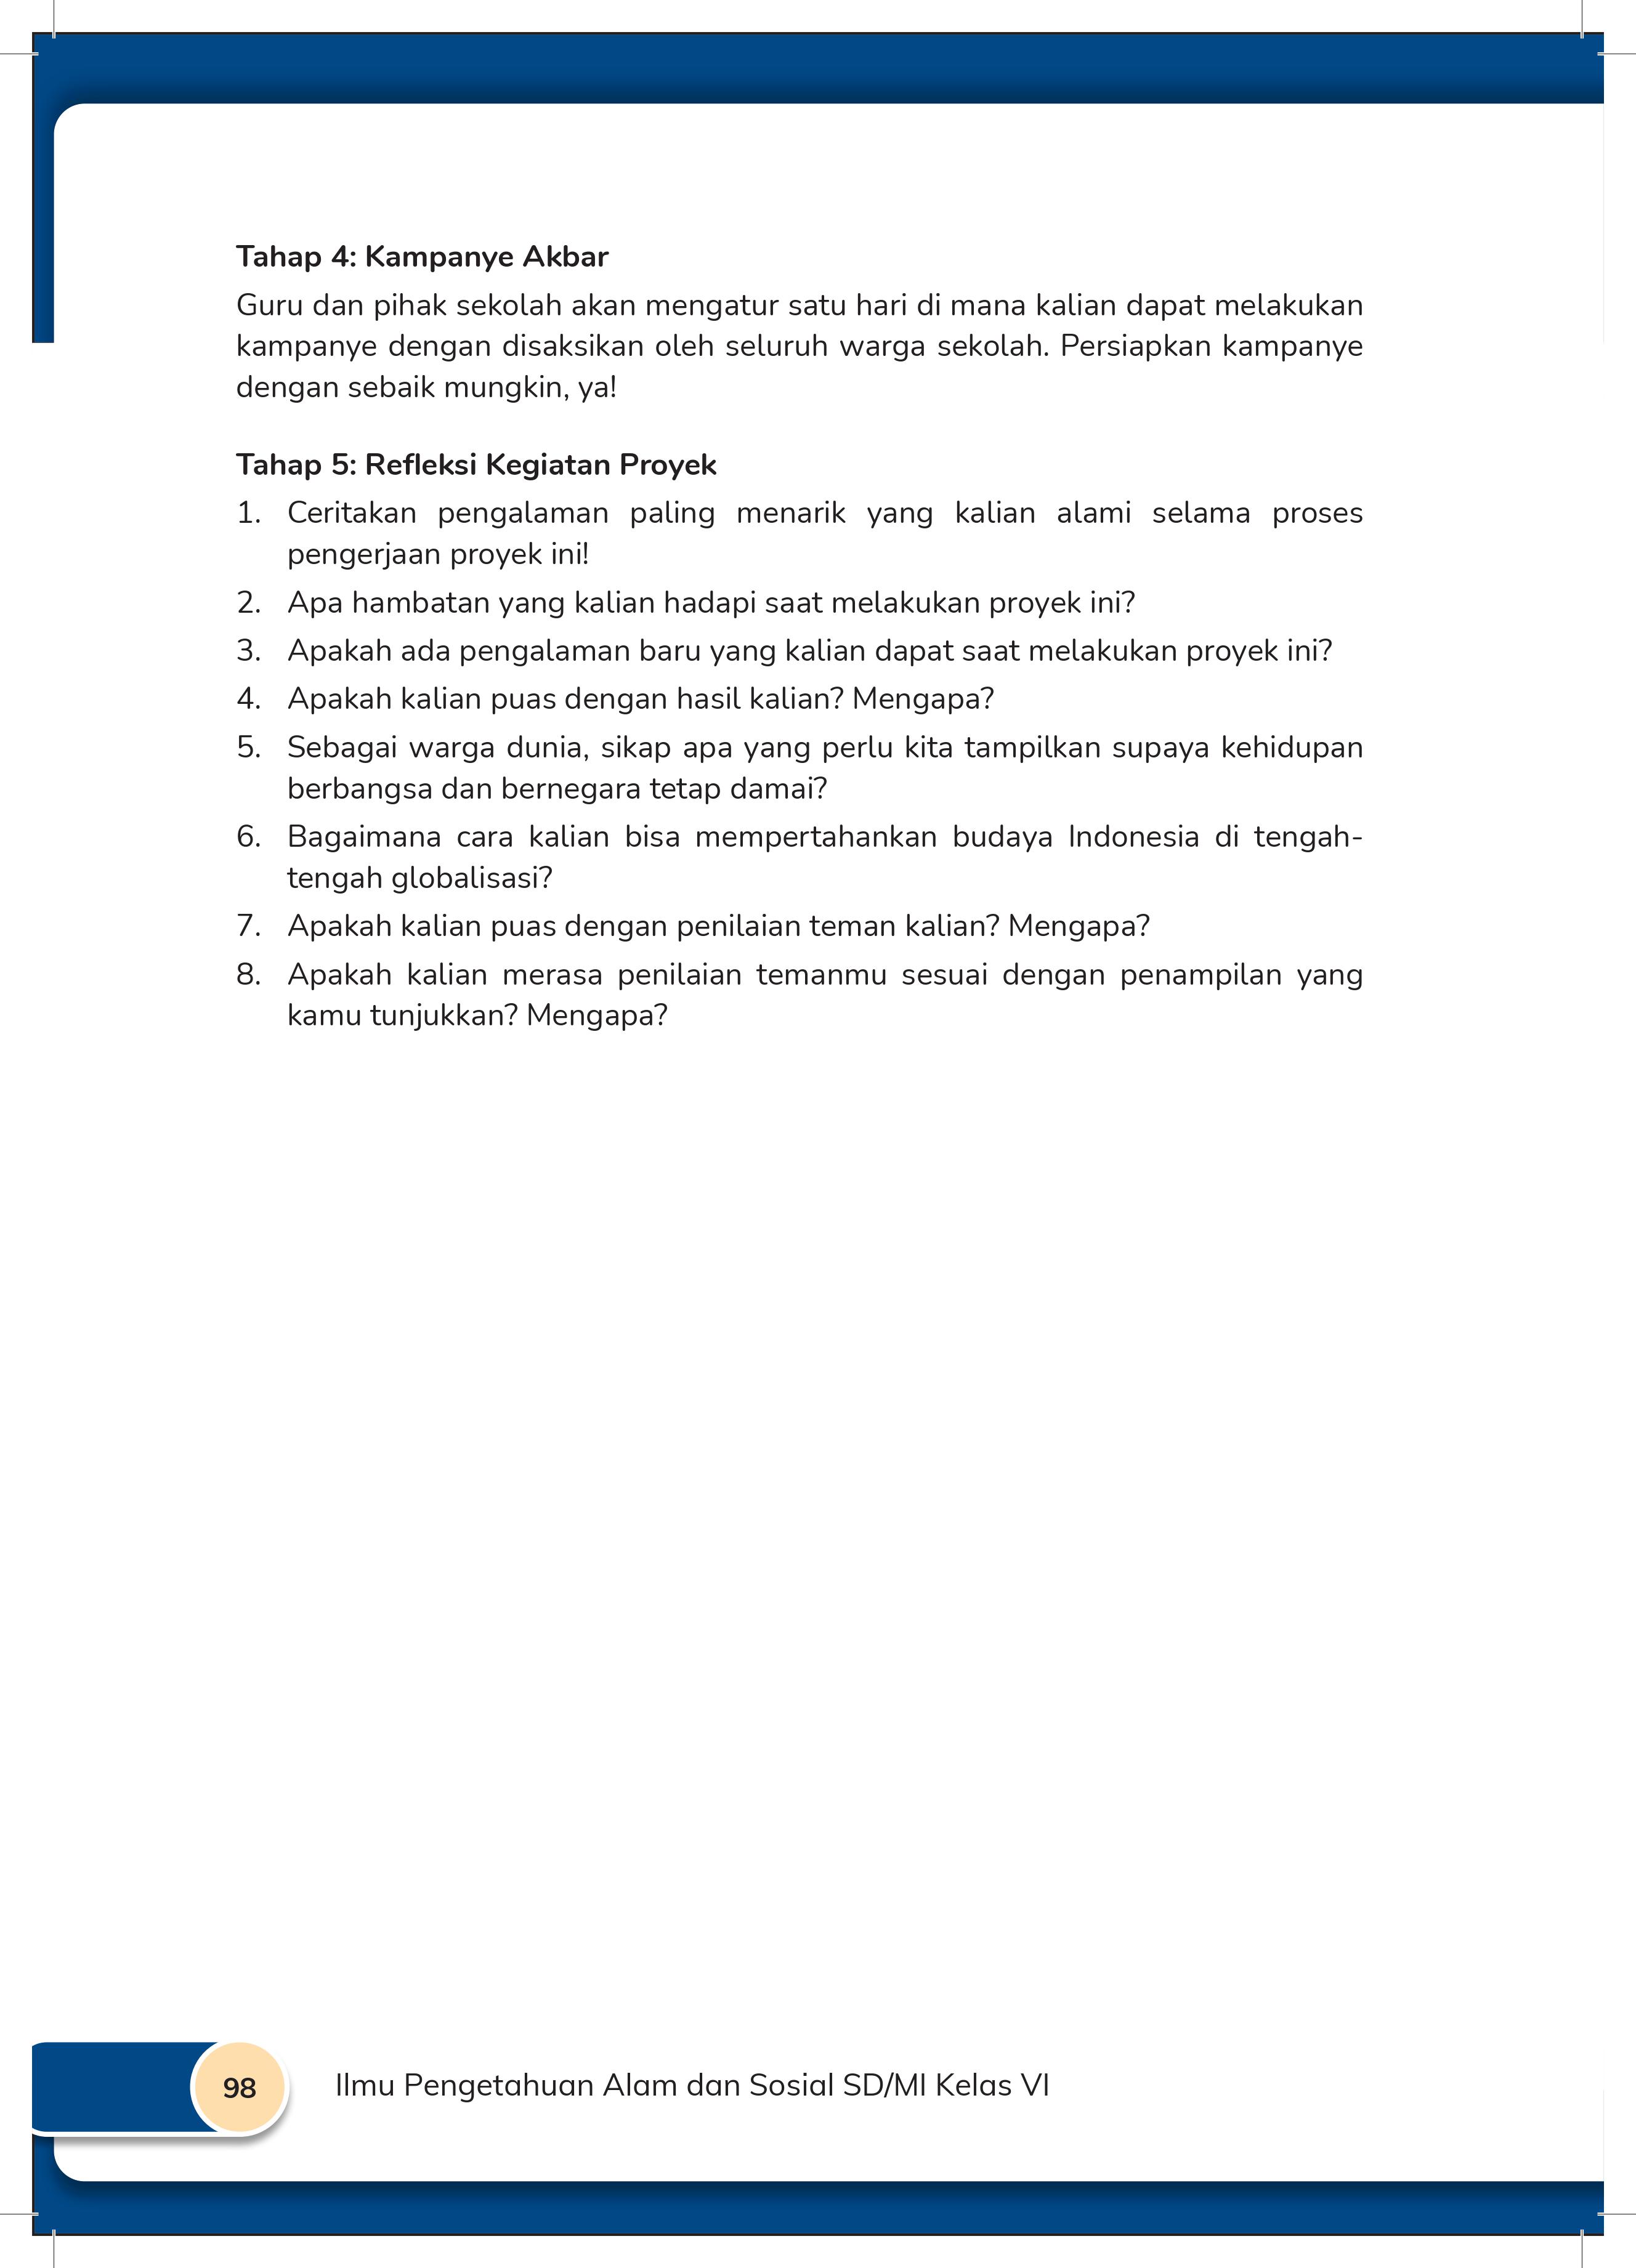 Tahap 4: Kampanye Akbar
Guru dan pihak sekolah akan mengatur satu hari di mana kalian dapat melakukan
kampanye dengan disaksikan oleh seluruh warga sekolah. Persiapkan kampanye
dengan sebaik mungkin, ya!
Tahap 5: Refleksi Kegiatan Proyek
1. Ceritakan pengalaman paling menarik yang kalian alami selama proses
pengerjaan proyek ini!
2. Apa hambatan yang kalian hadapi saat melakukan proyek ini?
3. Apakah ada pengalaman baru yang kalian dapat saat melakukan proyek ini?
4. Apakah kalian puas dengan hasil kalian? Mengapa?
5. Sebagai warga dunia, sikap apa yang perlu kita tampilkan supaya kehidupan
berbangsa dan bernegara tetap damai?
6. Bagaimana cara kalian bisa mempertahankan budaya Indonesia di tengah-
tengah globalisasi?
7. Apakah kalian puas dengan penilaian teman kalian? Mengapa?
8. Apakah kalian merasa penilaian temanmu sesuai dengan penampilan yang
kamu tunjukkan? Mengapa?
98 Ilmu Pengetahuan Alam dan Sosial SD/MI Kelas VI